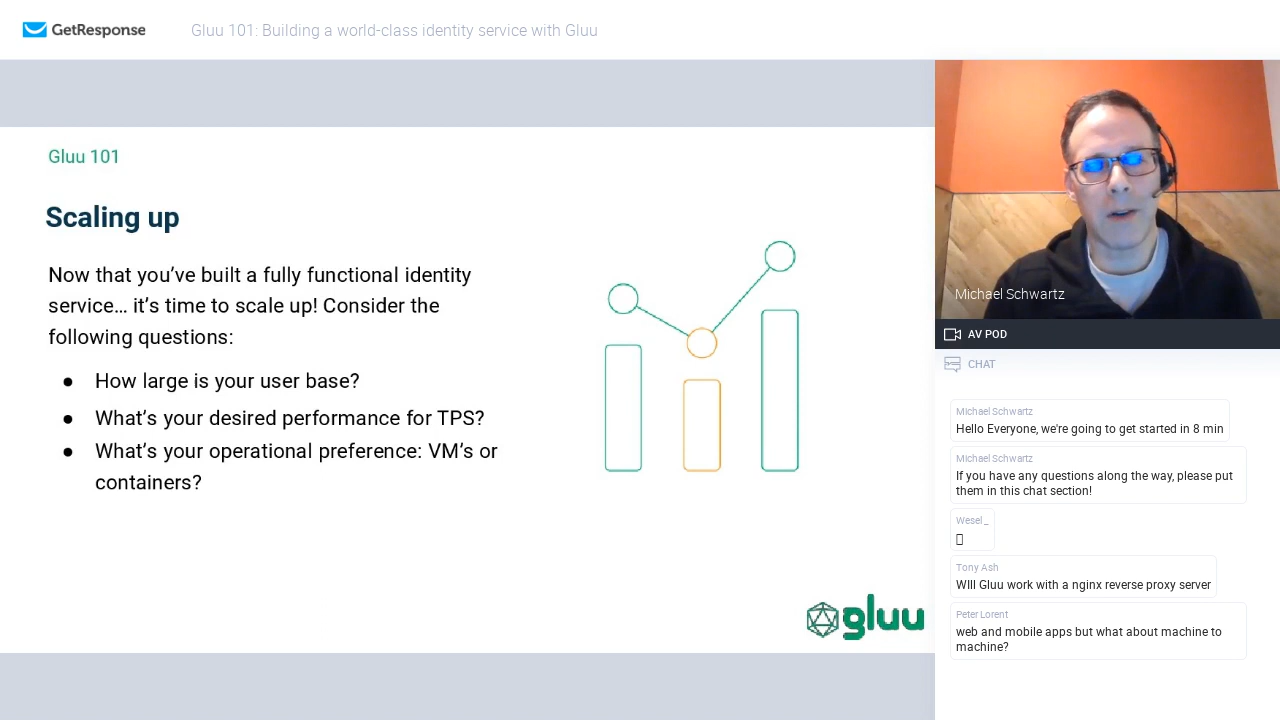 GetResponse
Gluu 101: Building a world-class identity service with Gluu
Gluu 101
Scaling up
Now that you’ve built a fully functional identity
service… it’s time to scale up! Consider the
following questions:
● How large is your user base?
● What’s your desired performance for TPS?
● What’s your operational preference: VM’s or
containers?
gluu
Michael Schwartz
AV POD
CHAT
Michael Schwartz
Hello Everyone, we're going to get started in 8 min
Michael Schwartz
If you have any questions along the way, please put
them in this chat section!
Wesel _
Tony Ash
WIll Gluu work with a nginx reverse proxy server
Peter Lorent
web and mobile apps but what about machine to
machine?